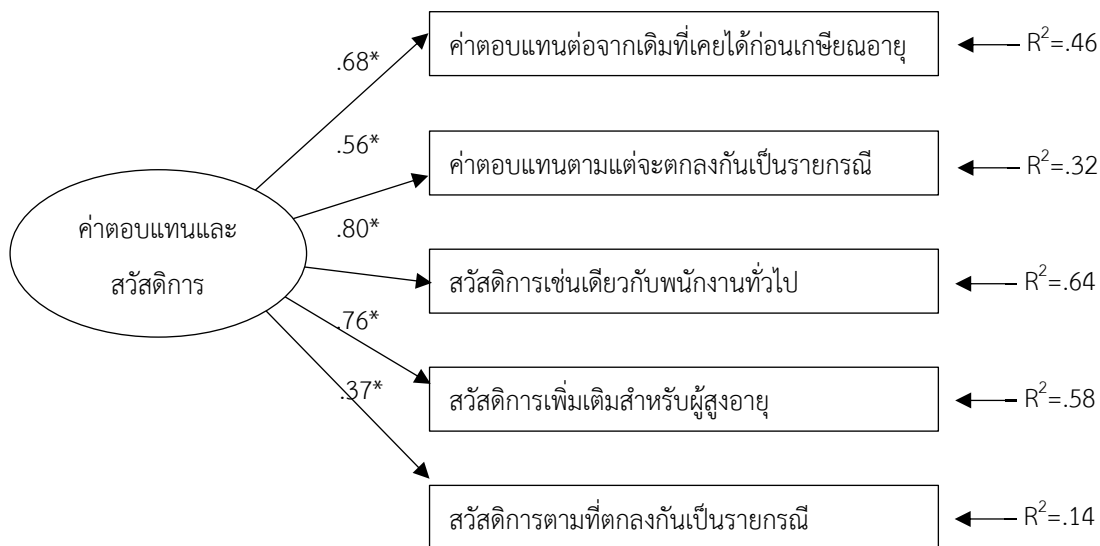 ค่าตอบแทนต่อจากเดิมที่เคยได้ก่อนเกษียณอายุ
R²=.46
.68*
.56*
ค่าตอบแทนตามแต่จะตกลงกันเป็นรายกรณี
R²=.32
ค่าตอบแทนและ
สวัสดิการ
.80*
สวัสดิการเช่นเดียวกับพนักงานทั่วไป
R²=.64
.76*
.37*
สวัสดิการเพิ่มเติมสำหรับผู้สูงอายุ
R²=.58
สวัสดิการตามที่ตกลงกันเป็นรายกรณี
R²=.14